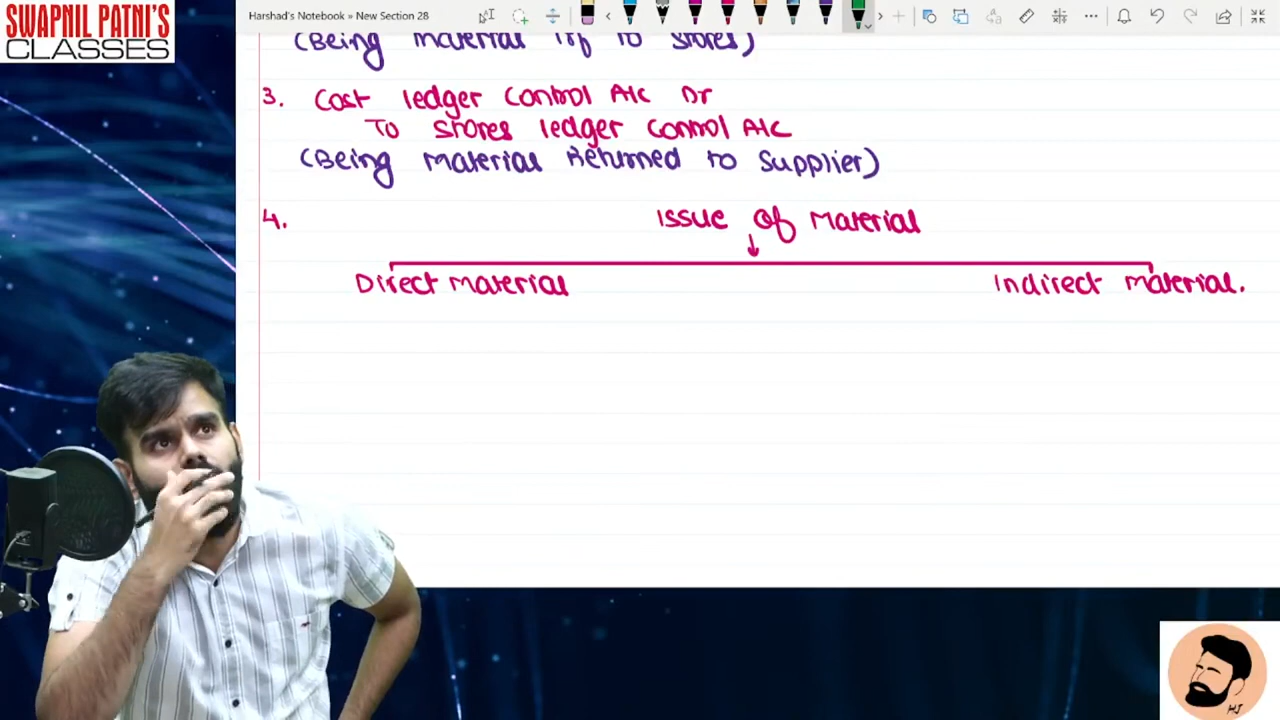 SWAPNIL PATNI'S
CLASSES
Harshad's Notebook » New Section 28
(Being Material trf to Stores)
3. Cost ledger Control A/c Dr
To Stores ledger Control A/c
(Being Material Returned to Supplier)
4. Issue of Material
Direct Material Indirect Material.
HJ